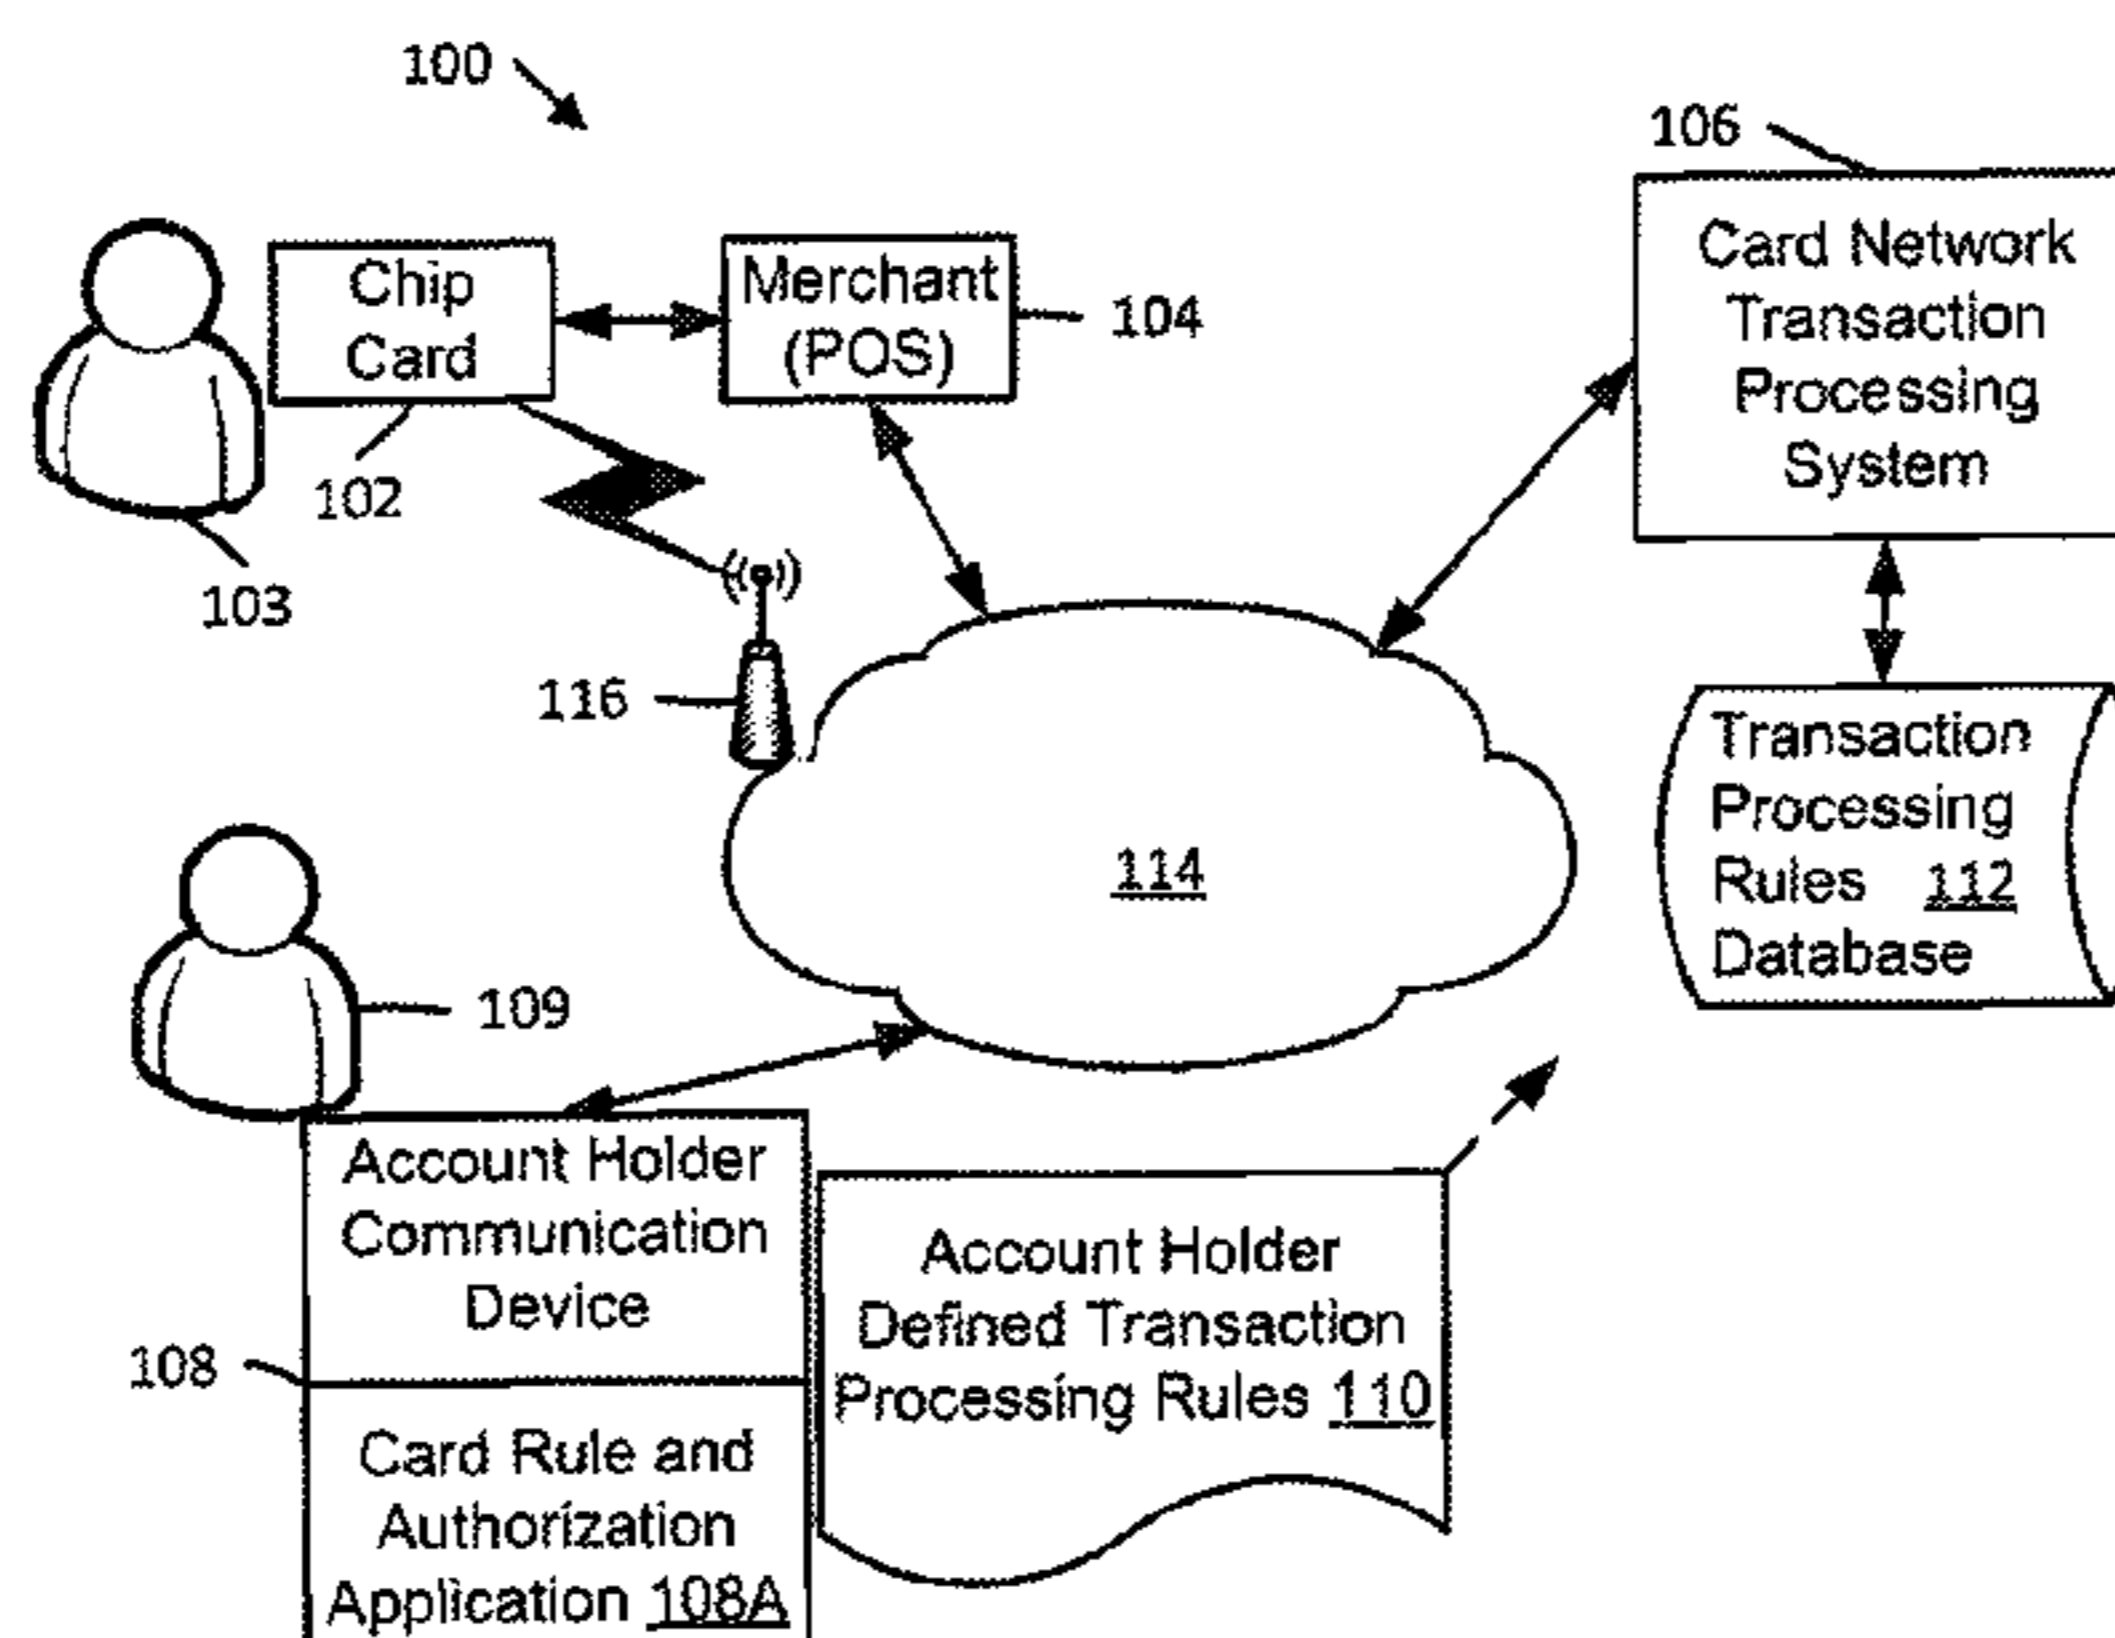 100
106
Chip
Card
Merchant
(POS)
104
Card Network
Transaction
Processing
System
102
103
116
114
Transaction
Processing
Rules 112
Database
109
Account Holder
Communication
Device
108
Card Rule and
Authorization
Application 108A
Account Holder
Defined Transaction
Processing Rules 110